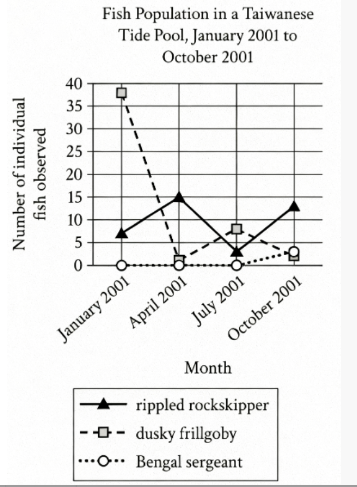 Fish Population in a Taiwanese
Tide Pool, January 2001 to
October 2001
Number of individual
fish observed
40
35
30
25
20
15
10
5
0
January 2001
April 2001
July 2001
October 2001
Month
rippled rockskipper
dusky frillgoby
Bengal sergeant